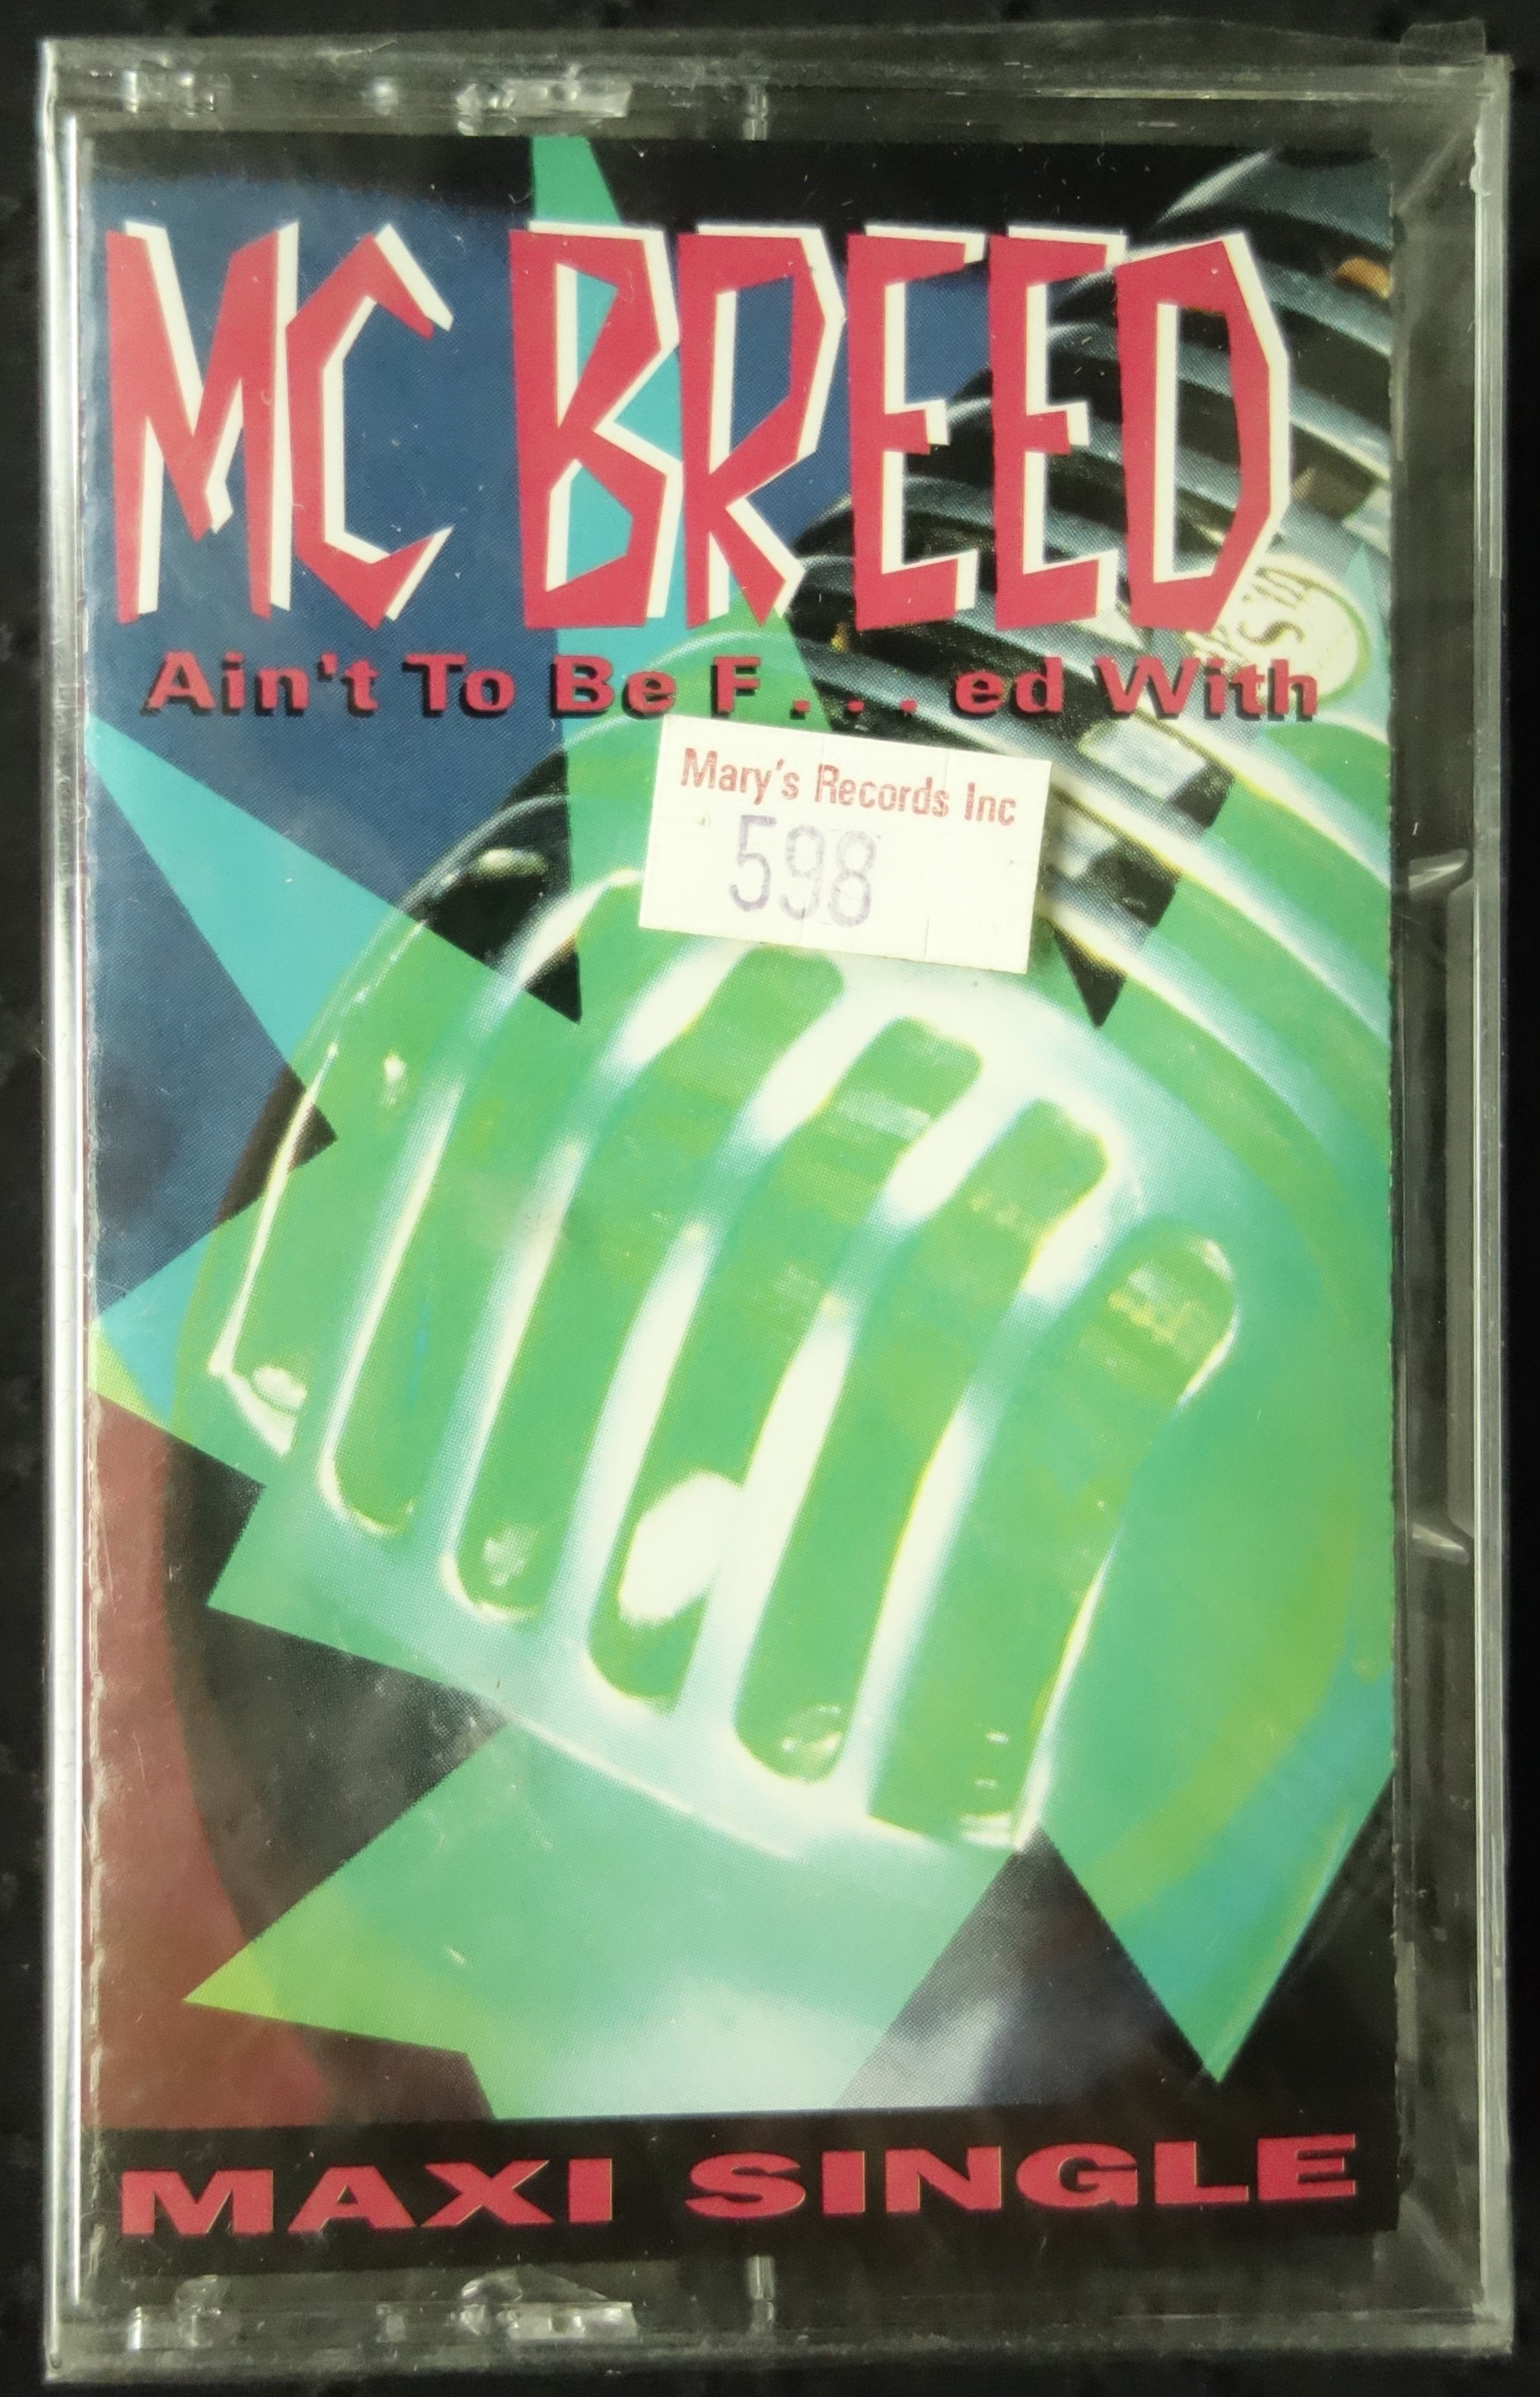 MC BREED
Ain't To Be F . . . ed With
Mary's Records Inc
598
MAXI SINGLE